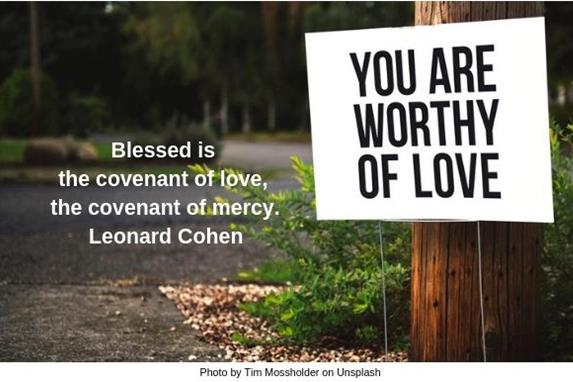 Blessed is
the covenant of love,
the covenant of mercy.
Leonard Cohen
YOU ARE
WORTHY
OF LOVE
Photo by Tim Mossholder on Unsplash